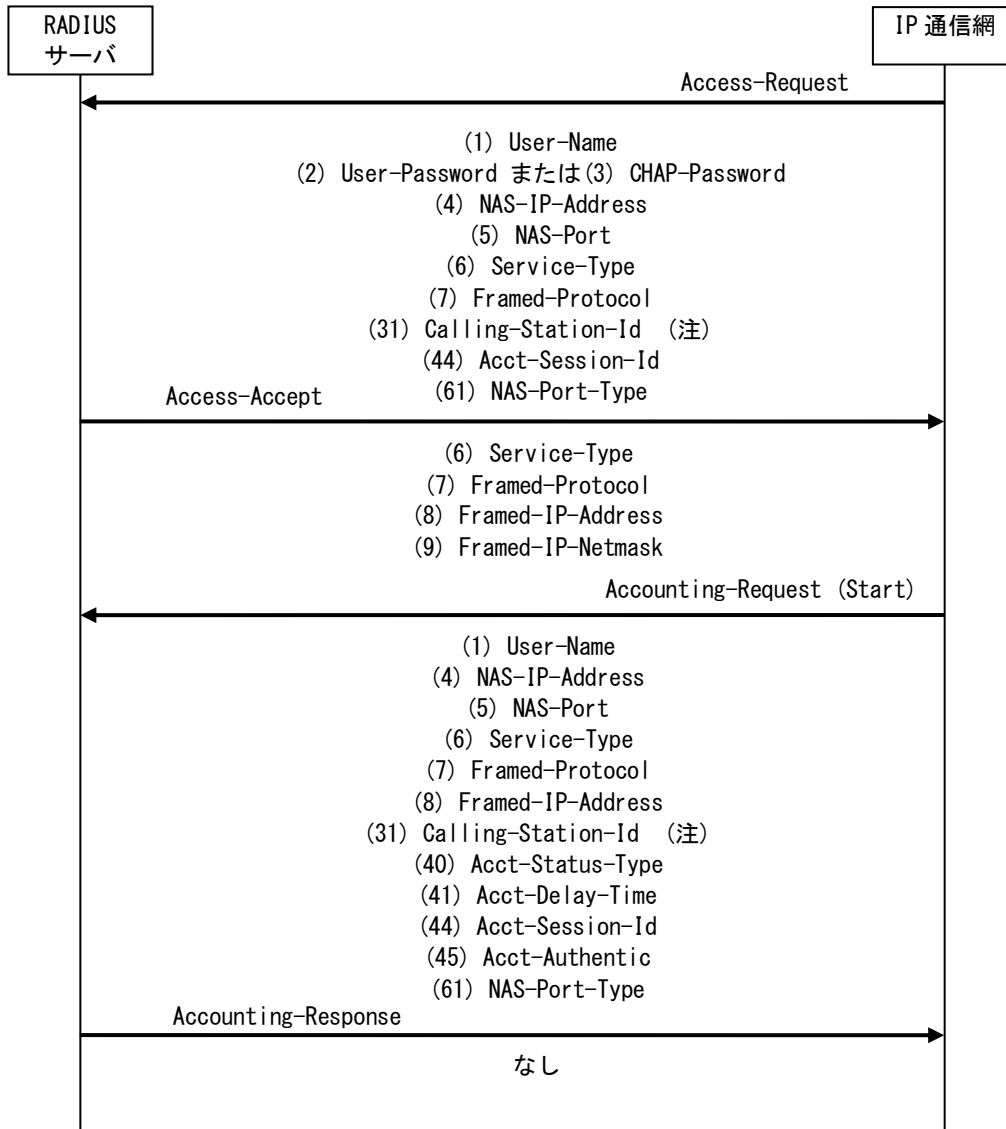 RADIUS
サーバ
IP 通信網
Access-Request
(1) User-Name
(2) User-Password または(3) CHAP-Password
(4) NAS-IP-Address
(5) NAS-Port
(6) Service-Type
(7) Framed-Protocol
(31) Calling-Station-Id (注)
(44) Acct-Session-Id
(61) NAS-Port-Type
Access-Accept
(6) Service-Type
(7) Framed-Protocol
(8) Framed-IP-Address
(9) Framed-IP-Netmask
Accounting-Request (Start)
(1) User-Name
(4) NAS-IP-Address
(5) NAS-Port
(6) Service-Type
(7) Framed-Protocol
(8) Framed-IP-Address
(31) Calling-Station-Id (注)
(40) Acct-Status-Type
(41) Acct-Delay-Time
(44) Acct-Session-Id
(45) Acct-Authentic
(61) NAS-Port-Type
Accounting-Response
なし